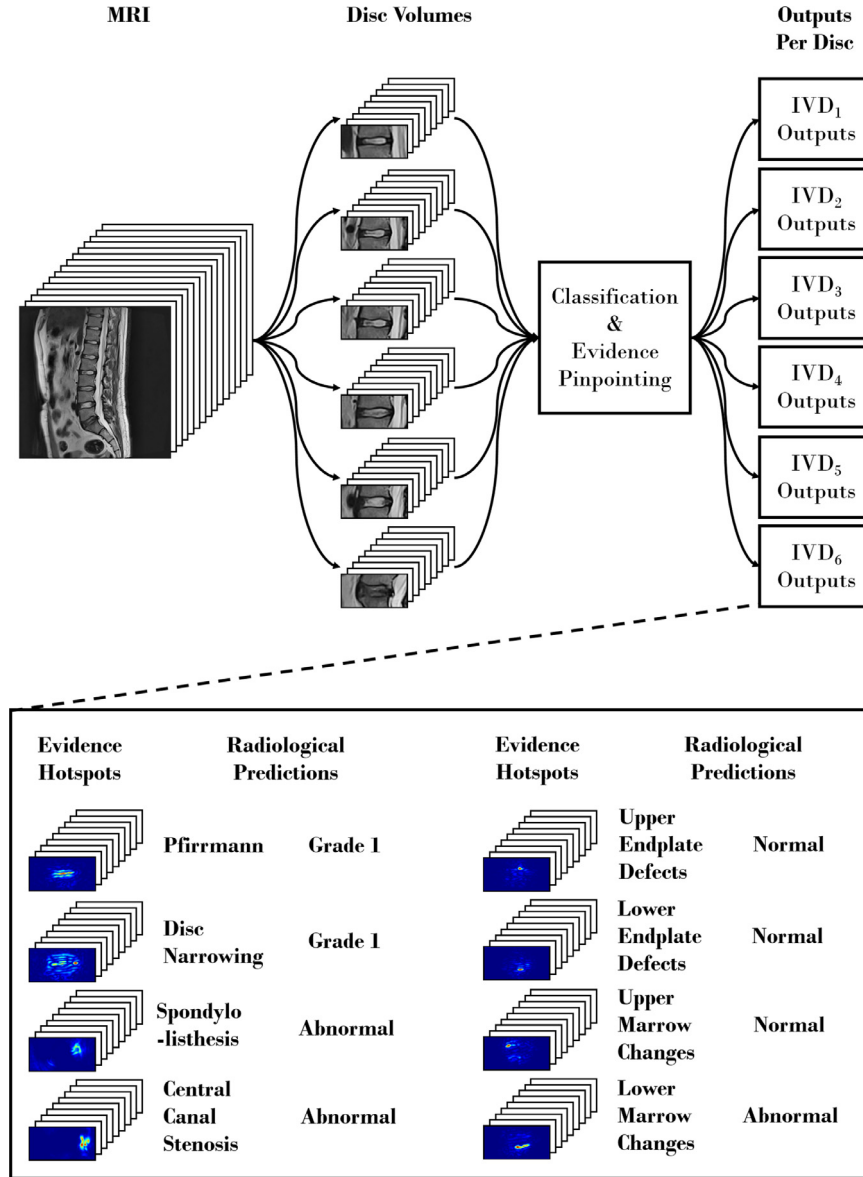 MRI
Disc Volumes
Outputs
Per Disc
IVD1
Outputs
IVD2
Outputs
IVD3
Outputs
IVD4
Outputs
IVD5
Outputs
IVD6
Outputs
Classification
&
Evidence
Pinpointing
Evidence
Hotspots
Radiological
Predictions
Evidence
Hotspots
Radiological
Predictions
Pfirrmann
Grade 1
Disc
Narrowing
Grade 1
Spondylo
-listhesis
Abnormal
Central
Canal
Stenosis
Abnormal
Upper
Endplate
Defects
Normal
Lower
Endplate
Defects
Normal
Upper
Marrow
Changes
Normal
Lower
Marrow
Changes
Abnormal